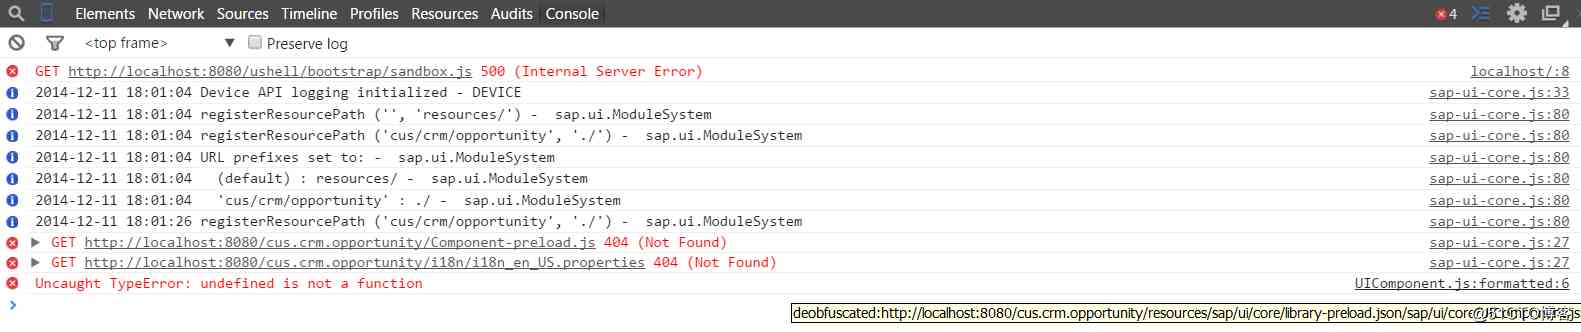 Elements Network Sources Timeline Profiles Resources Audits Console 4
<top frame> ▼ Preserve log
GET http://localhost:8080/ushell/bootstrap/sandbox.js 500 (Internal Server Error) localhost/:8
2014-12-11 18:01:04 Device API logging initialized - DEVICE sap-ui-core.js:33
2014-12-11 18:01:04 registerResourcePath ('', 'resources/') -  sap.ui.ModuleSystem sap-ui-core.js:80
2014-12-11 18:01:04 registerResourcePath ('cus/crm/opportunity', './') -  sap.ui.ModuleSystem sap-ui-core.js:80
2014-12-11 18:01:04 URL prefixes set to: -  sap.ui.ModuleSystem sap-ui-core.js:80
2014-12-11 18:01:04   (default) : resources/ -  sap.ui.ModuleSystem sap-ui-core.js:80
2014-12-11 18:01:04   'cus/crm/opportunity' : ./ -  sap.ui.ModuleSystem sap-ui-core.js:80
2014-12-11 18:01:26 registerResourcePath ('cus/crm/opportunity', './') -  sap.ui.ModuleSystem sap-ui-core.js:80
▶ GET http://localhost:8080/cus.crm.opportunity/Component-preload.js 404 (Not Found) sap-ui-core.js:27
▶ GET http://localhost:8080/cus.crm.opportunity/i18n/i18n_en_US.properties 404 (Not Found) sap-ui-core.js:27
Uncaught TypeError: undefined is not a function UIComponent.js:formatted:6
deobfuscated:http://localhost:8080/cus.crm.opportunity/resources/sap/ui/core/library-preload.json/sap/ui/core/
@51CTO博客